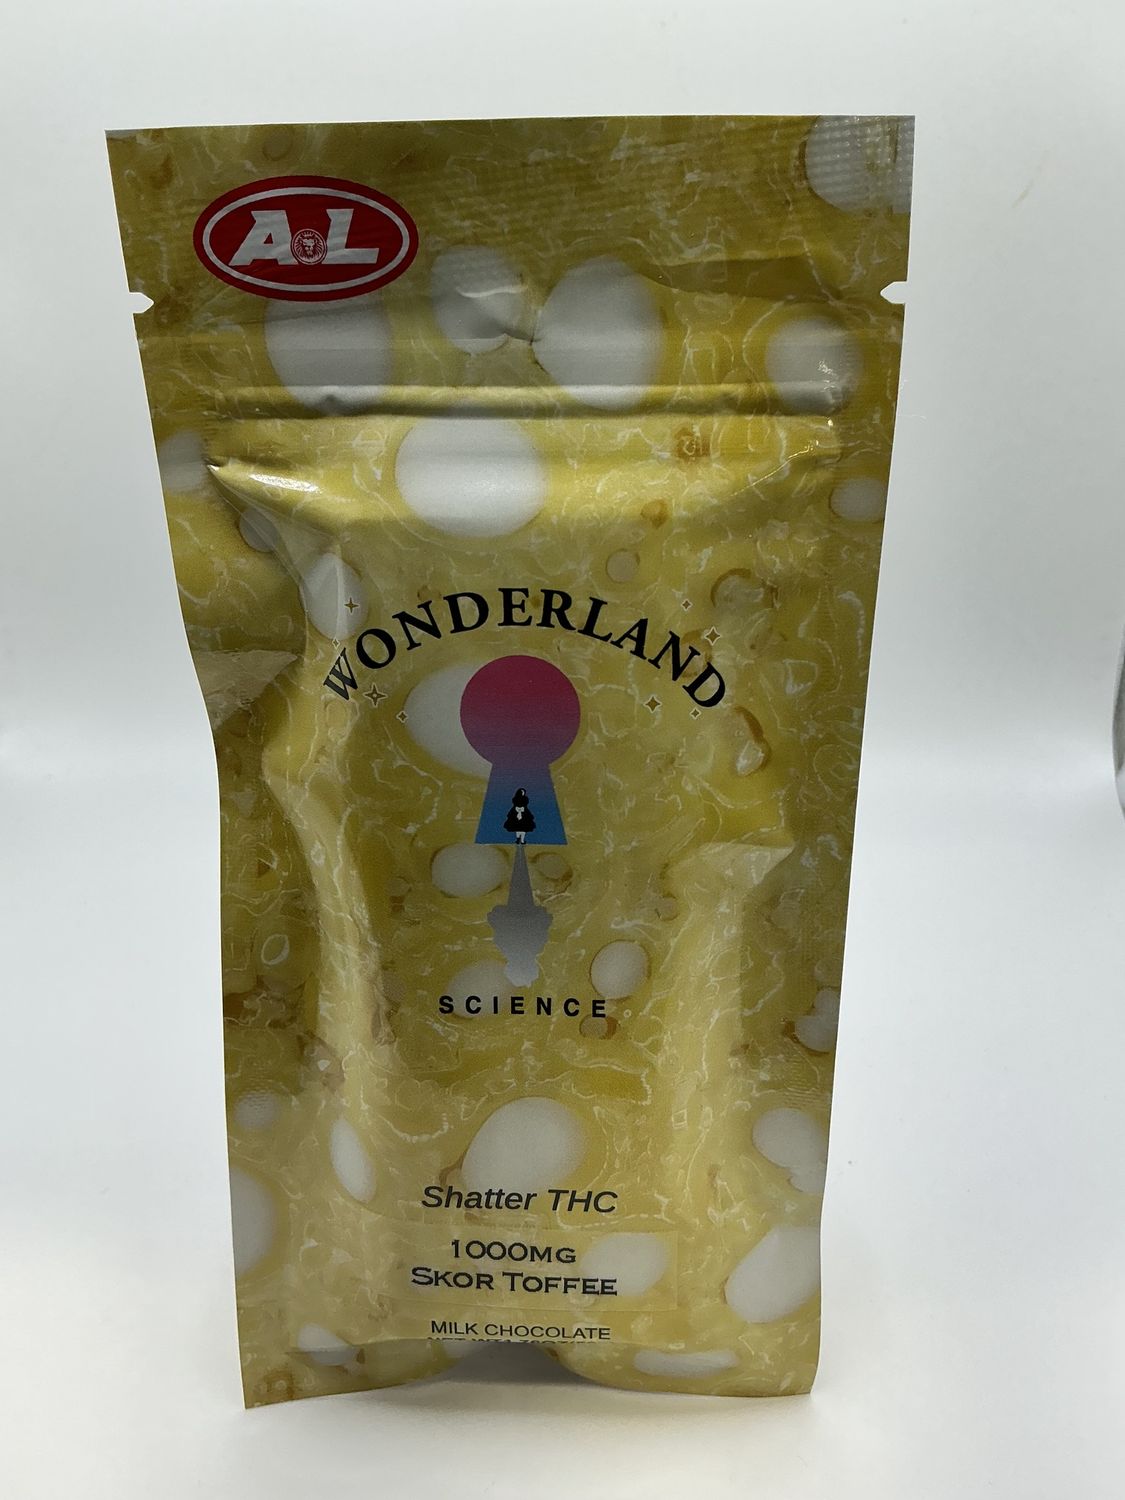 A L
WONDERLAND
SCIENCE
Shatter THC
1000MG
SKOR TOFFEE
MILK CHOCOLATE